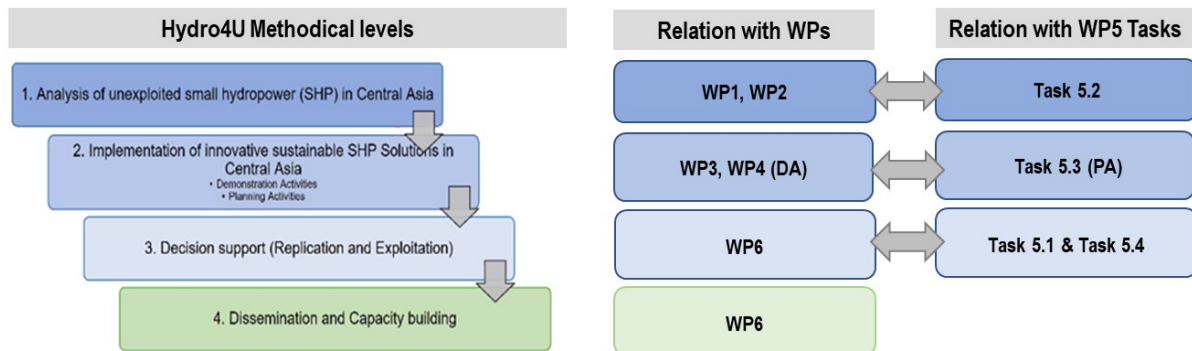 Hydro4U Methodical levels
1. Analysis of unexploited small hydropower (SHP) in Central Asia
2. Implementation of innovative sustainable SHP Solutions in
Central Asia
• Demonstration Activities
• Planning Activities
3. Decision support (Replication and Exploitation)
4. Dissemination and Capacity building
Relation with WPs
WP1, WP2
WP3, WP4 (DA)
WP6
WP6
Relation with WP5 Tasks
Task 5.2
Task 5.3 (PA)
Task 5.1 & Task 5.4